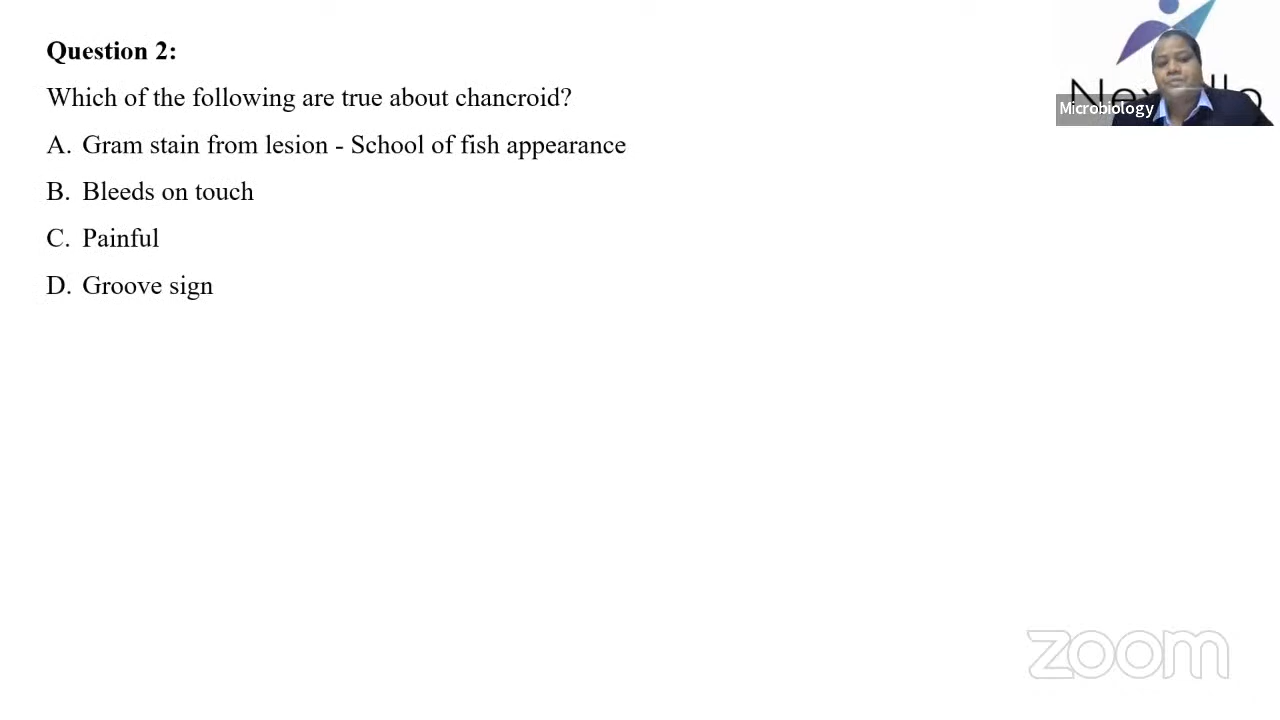 Question 2:
Which of the following are true about chancroid?
A. Gram stain from lesion - School of fish appearance
B. Bleeds on touch
C. Painful
D. Groove sign
Microbiology
zoom